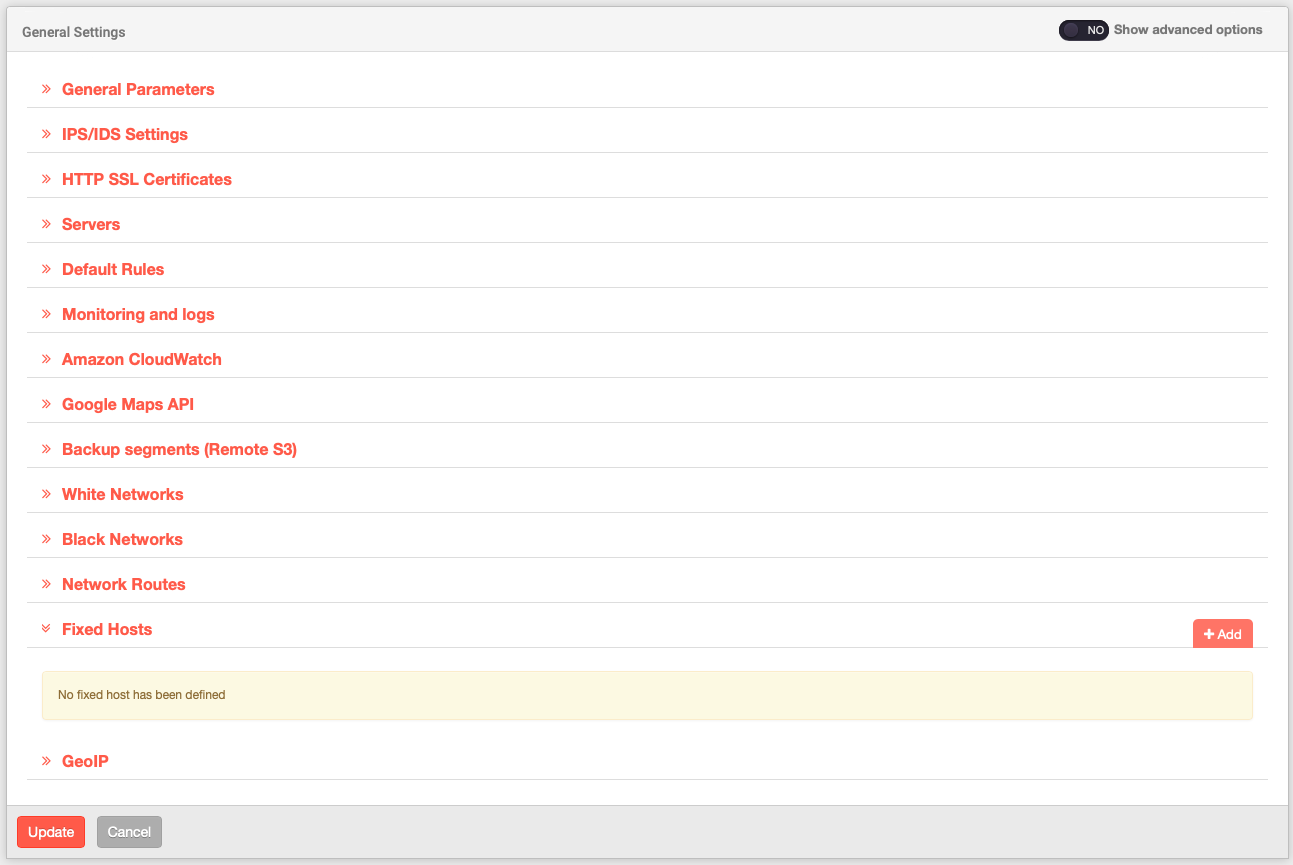 General Settings
NO Show advanced options
General Parameters
IPS/IDS Settings
HTTP SSL Certificates
Servers
Default Rules
Monitoring and logs
Amazon CloudWatch
Google Maps API
Backup segments (Remote S3)
White Networks
Black Networks
Network Routes
Fixed Hosts
Add
No fixed host has been defined
GeoIP
Update
Cancel